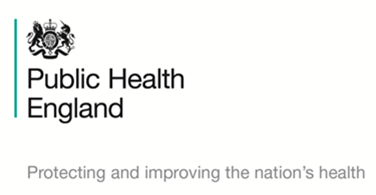 Public Health
England
Protecting and improving the nation's health